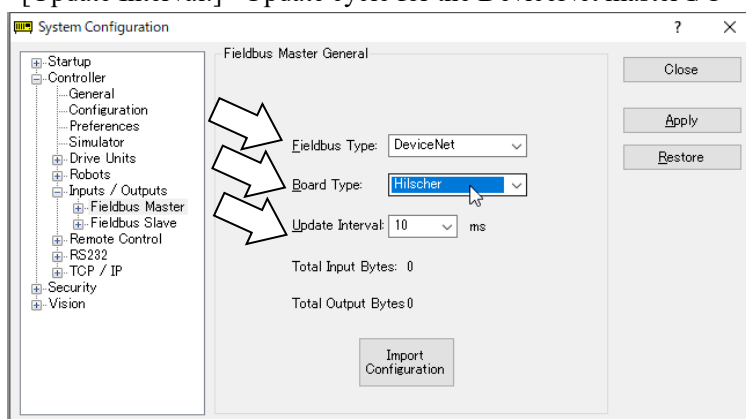 [Update Interval:] Update cycle for the DeviceNet master I/O
System Configuration
? ×
Startup
Controller
General
Configuration
Preferences
Simulator
Drive Units
Robots
Inputs / Outputs
Fieldbus Master
Fieldbus Slave
Remote Control
RS232
TCP / IP
Security
Vision
Fieldbus Master General
Fieldbus Type: DeviceNet
Board Type: Hilscher
Update Interval: 10 ms
Total Input Bytes: 0
Total Output Bytes 0
Import
Configuration
Close
Apply
Restore